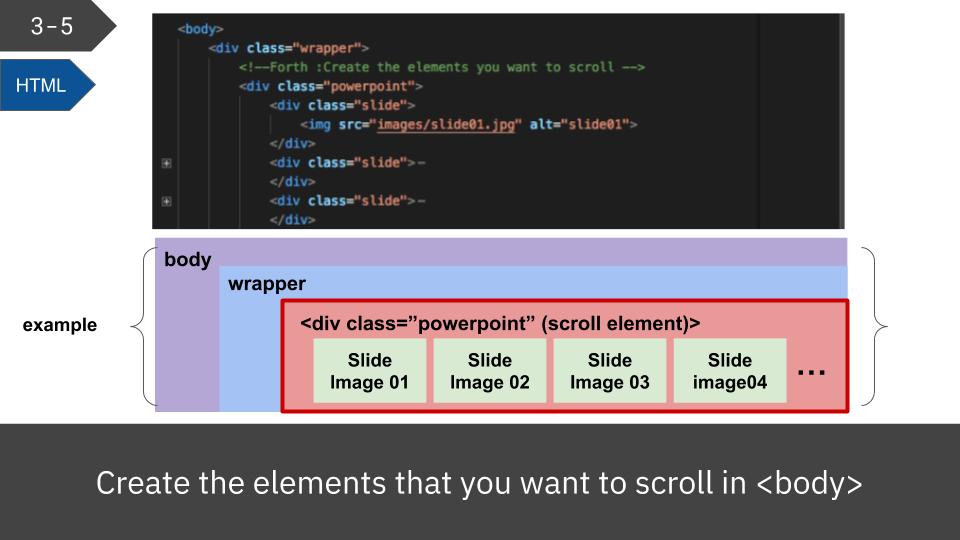 3-5
HTML
<body>
<div class="wrapper">
<!--Forth :Create the elements you want to scroll -->
<div class="powerpoint">
<div class="slide">
<img src="images/slide01.jpg" alt="slide01">
</div>
<div class="slide">–
</div>
<div class="slide">–
</div>
body
wrapper
<div class=”powerpoint” (scroll element)>
example
Slide Image 01
Slide Image 02
Slide Image 03
Slide image04
...
Create the elements that you want to scroll in <body>